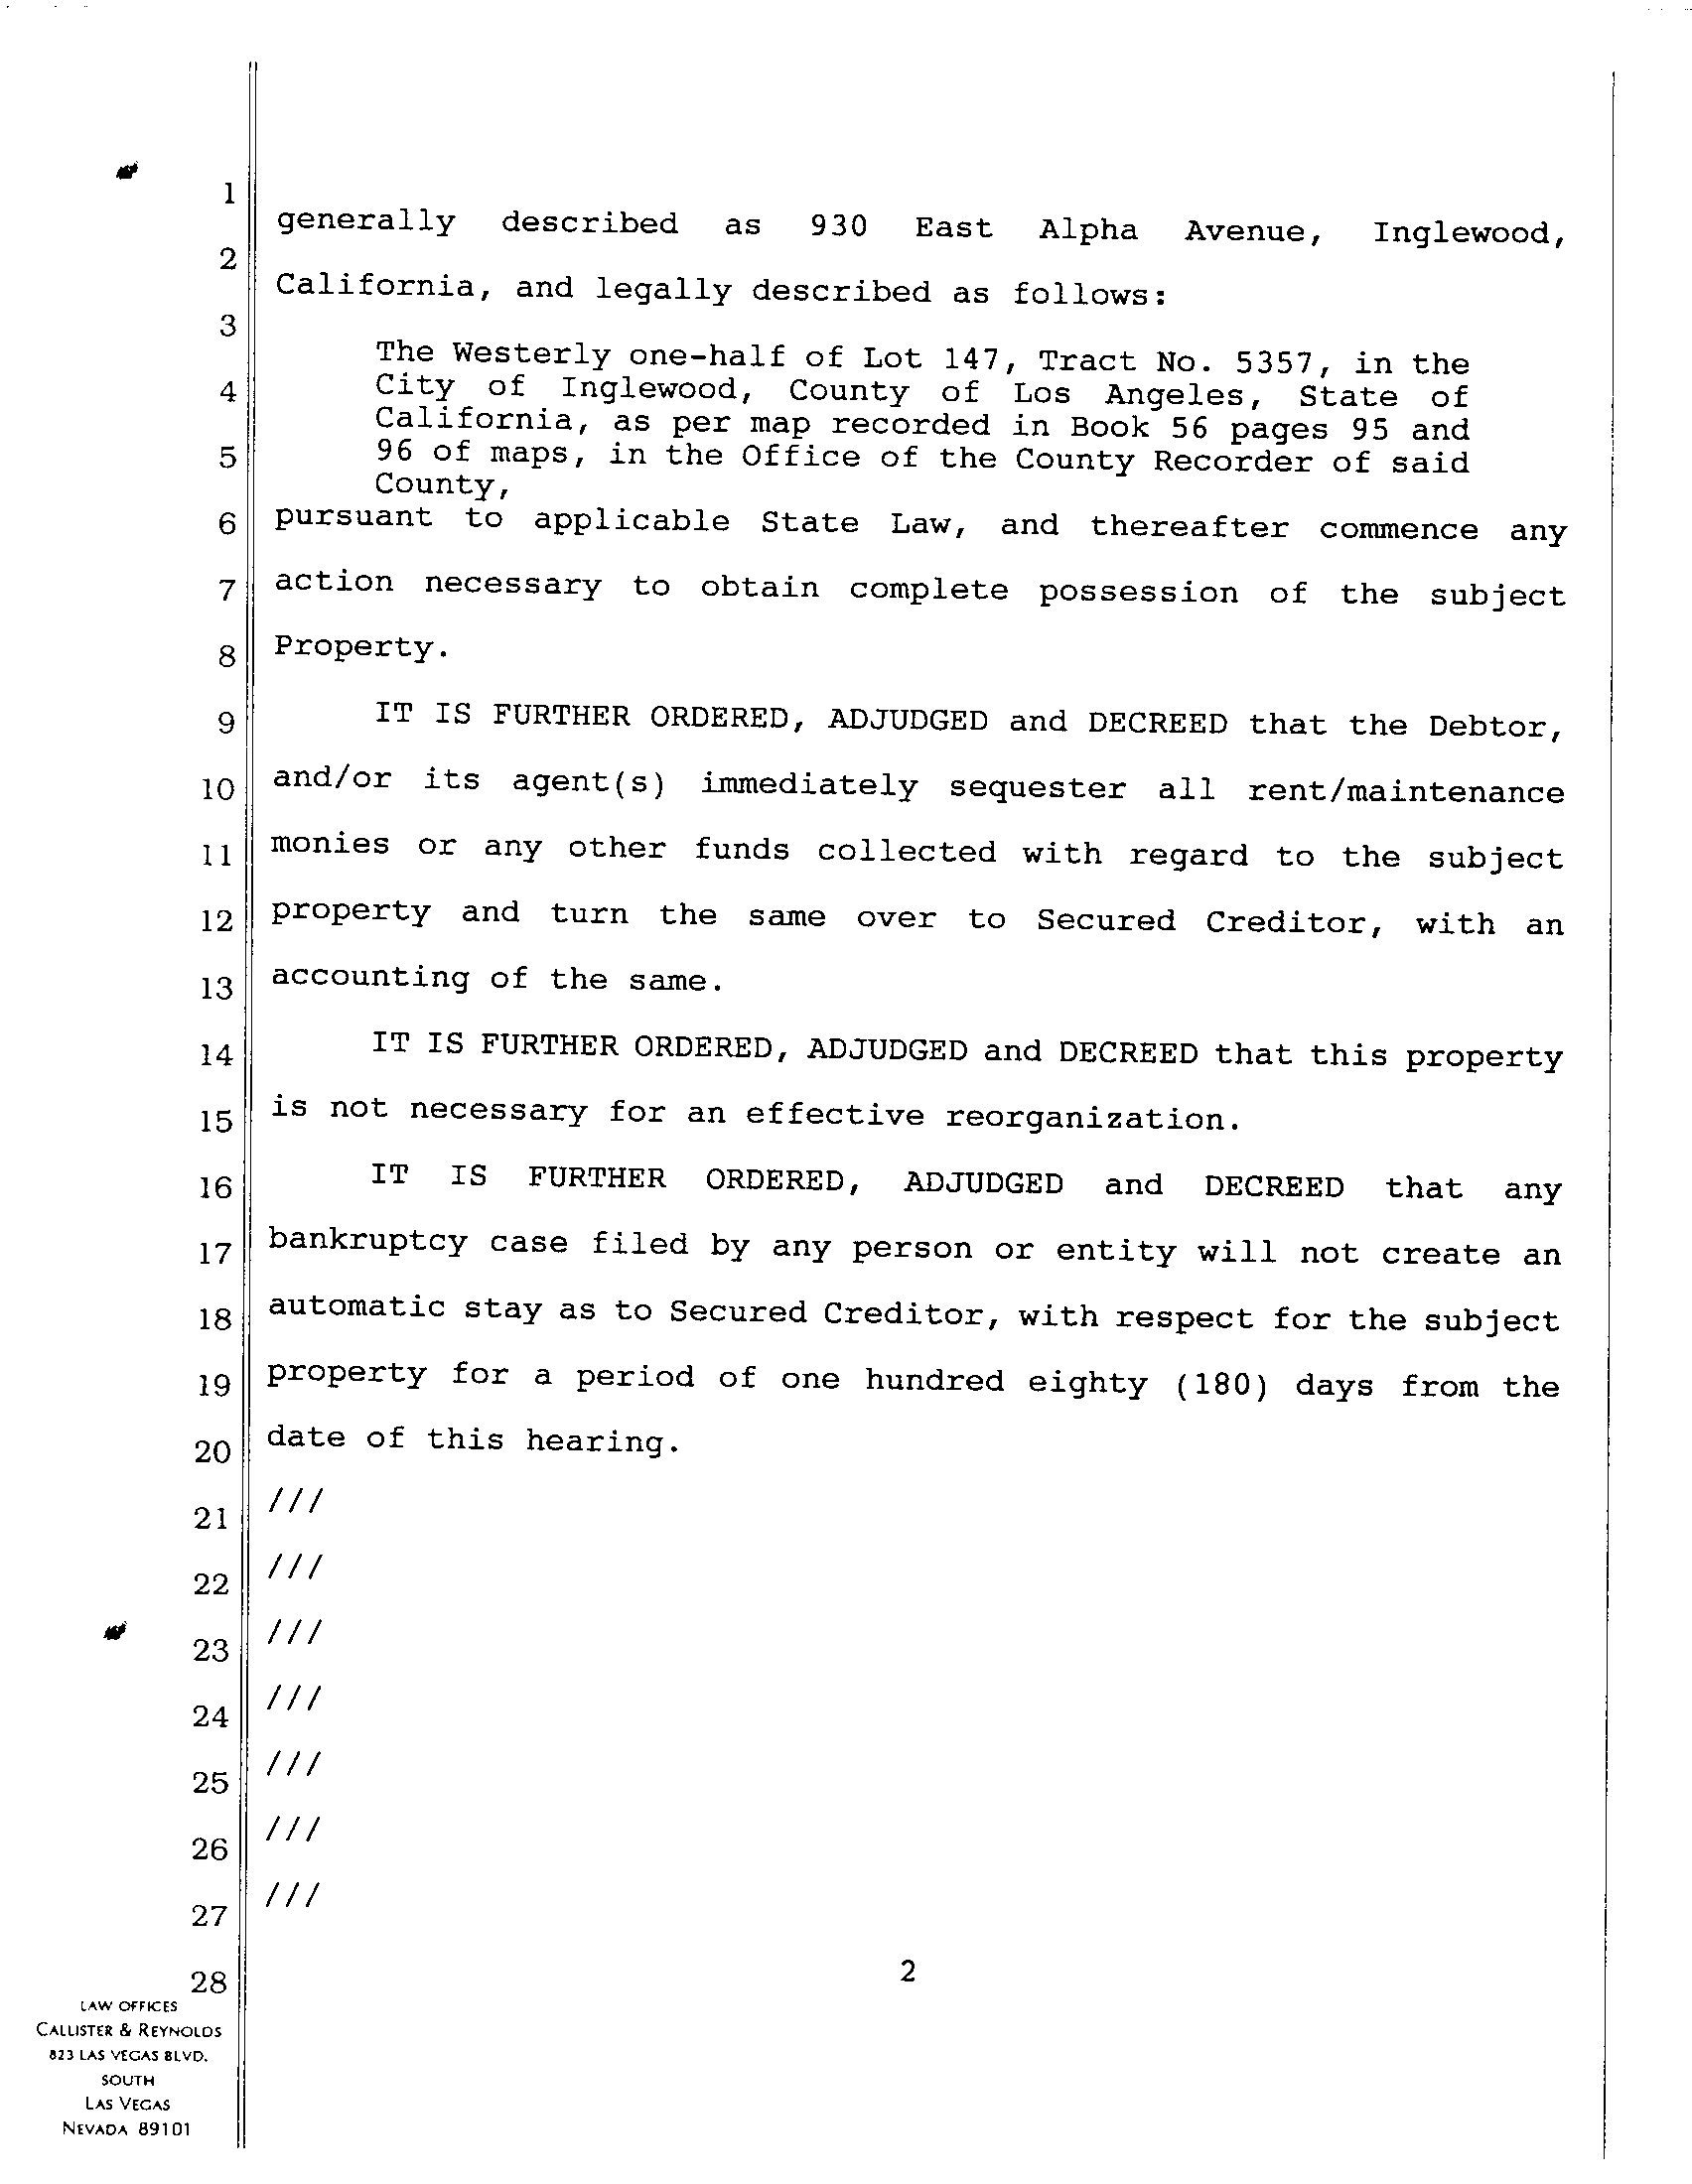 1
generally described as 930 East Alpha Avenue, Inglewood,
2
California, and legally described as follows:
3
The Westerly one-half of Lot 147, Tract No. 5357, in the
4 City of Inglewood, County of Los Angeles, State of
California, as per map recorded in Book 56 pages 95 and
5 96 of maps, in the Office of the County Recorder of said
County,
6 pursuant to applicable State Law, and thereafter commence any
7 action necessary to obtain complete possession of the subject
8 Property.
9 IT IS FURTHER ORDERED, ADJUDGED and DECREED that the Debtor,
10 and/or its agent(s) immediately sequester all rent/maintenance
11 monies or any other funds collected with regard to the subject
12 property and turn the same over to Secured Creditor, with an
13 accounting of the same.
14 IT IS FURTHER ORDERED, ADJUDGED and DECREED that this property
15 is not necessary for an effective reorganization.
16 IT IS FURTHER ORDERED, ADJUDGED and DECREED that any
17 bankruptcy case filed by any person or entity will not create an
18 automatic stay as to Secured Creditor, with respect for the subject
19 property for a period of one hundred eighty (180) days from the
20 date of this hearing.
21 ///
22 ///
23 ///
24 ///
25 ///
26 ///
27 ///
28 2
LAW OFFICES
CALLISTER & REYNOLDS
823 LAS VEGAS BLVD.
SOUTH
LAS VEGAS
NEVADA 89101